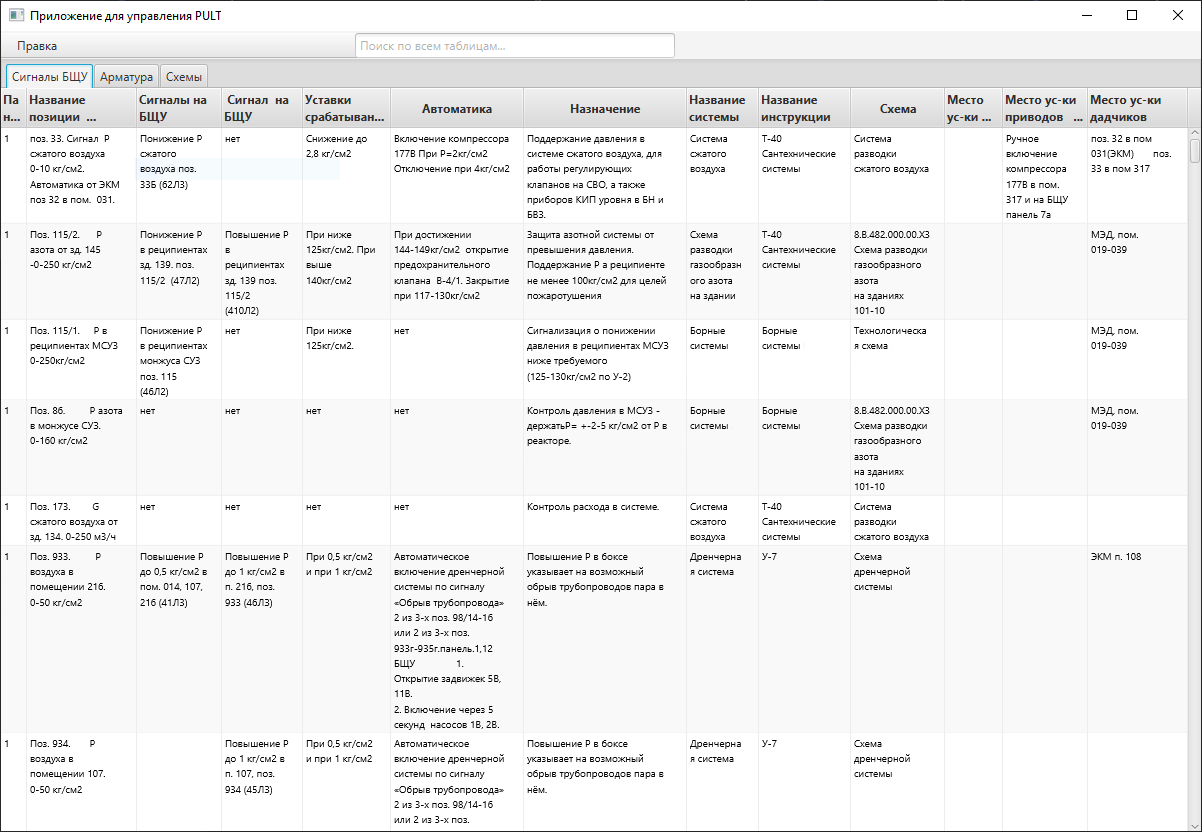 Приложение для управления PULT
Правка
Поиск по всем таблицам...
Сигналы БЩУ
Арматура
Схемы
Па
н...
Название
позиции ...
Сигналы на
БЩУ
Сигнал на
БЩУ
Уставки
срабатыван...
Автоматика
Назначение
Название
системы
Название
инструкции
Схема
Место
ус-ки ...
Место ус-ки
приводов ...
Место ус-ки
дадчиков
1
поз. 33. Сигнал Р
сжатого воздуха
0-10 кг/см2.
Автоматика от ЭКМ
поз 32 в пом. 031.
Понижение Р
сжатого
воздуха поз.
33Б (62Л3)
нет
Снижение до
2,8 кг/см2
Включение компрессора
177В При Р=2кг/см2
Отключение при 4кг/см2
Поддержание давления в
системе сжатого воздуха, для
работы регулирующих
клапанов на СВО, а также
приборов КИП уровня в БН и
БВЗ.
Система
сжатого
воздуха
Т-40
Сантехнические
системы
Система
разводки
сжатого воздуха
Ручное
включение
компрессора
177В в пом.
317 и на БЩУ
панель 7а
поз. 32 в пом
031(ЭКМ) поз.
33 в пом 317
1
Поз. 115/2. Р
азота от зд. 145
-0-250 кг/см2
Понижение Р
в реципиентах
зд. 139. поз.
115/2 (47Л2)
Повышение Р
в
реципиентах
зд. 139 поз.
115/2
(410Л2)
При ниже
125кг/см2. При
выше
140кг/см2
При достижении
144-149кг/см2 открытие
предохранительного
клапана В-4/1. Закрытие
при 117-130кг/см2
Защита азотной системы от
превышения давления.
Поддержание Р а реципиенте
не менее 100кг/см2 для целей
пожаротушения
Схема
разводки
газообразн
ого азота
на здании
Т-40
Сантехнические
системы
8.В.482.000.00.Х3
Схема разводки
газообразного
азота
на зданиях
101-10
МЭД, пом.
019-039
1
Поз. 115/1. Р в
реципиентах МСУЗ
0-250кг/см2
Понижение Р
в реципиентах
монжуса СУЗ
поз. 115
(46Л2)
нет
При ниже
125кг/см2.
нет
Сигнализация о понижении
давления в реципиентах МСУЗ
ниже требуемого
(125-130кг/см2 по У-2)
Борные
системы
Борные
системы
Технологическа
я схема
МЭД, пом.
019-039
1
Поз. 86. Р азота
в монжусе СУЗ.
0-160 кг/см2
нет
нет
нет
нет
Контроль давления в МСУЗ -
держатьР= +-2-5 кг/см2 от Р в
реакторе.
Борные
системы
Борные
системы
8.В.482.000.00.Х3
Схема разводки
газообразного
азота
на зданиях
101-10
МЭД, пом.
019-039
1
Поз. 173. G
сжатого воздуха от
зд. 134. 0-250 м3/ч
нет
нет
нет
нет
Контроль расхода в системе.
Система
сжатого
воздуха
Т-40
Сантехнические
системы
Система
разводки
сжатого воздуха
1
Поз. 933. Р
воздуха в
помещении 216.
0-50 кг/см2
Повышение Р
до 0,5 кг/см2 в
пом. 014, 107,
216 (41Л3)
Повышение Р
до 1 кг/см2 в
п. 216, поз.
933 (46Л3)
При 0,5 кг/см2
и при 1 кг/см2
Автоматическое
включение дренчерной
системы по сигналу
«Обрыв трубопровода»
2 из 3-х поз. 98/14-16
или 2 из 3-х поз.
933г-935г.панель.1,12
БЩУ 1.
Открытие задвижек 5В,
11В.
2. Включение через 5
секунд насосов 1В, 2В.
Повышение Р в боксе
указывает на возможный
обрыв трубопроводов пара в
нём.
Дренчерна
я система
У-7
Схема
дренчерной
системы
ЭКМ п. 108
1
Поз. 934. Р
воздуха в
помещении 107.
0-50 кг/см2
Повышение Р
до 1 кг/см2 в
п. 107, поз.
934 (45Л3)
При 0,5 кг/см2
и при 1 кг/см2
Автоматическое
включение дренчерной
системы по сигналу
«Обрыв трубопровода»
2 из 3-х поз. 98/14-16
или 2 из 3-х поз.
Повышение Р в боксе
указывает на возможный
обрыв трубопроводов пара в
нём.
Дренчерна
я система
У-7
Схема
дренчерной
системы